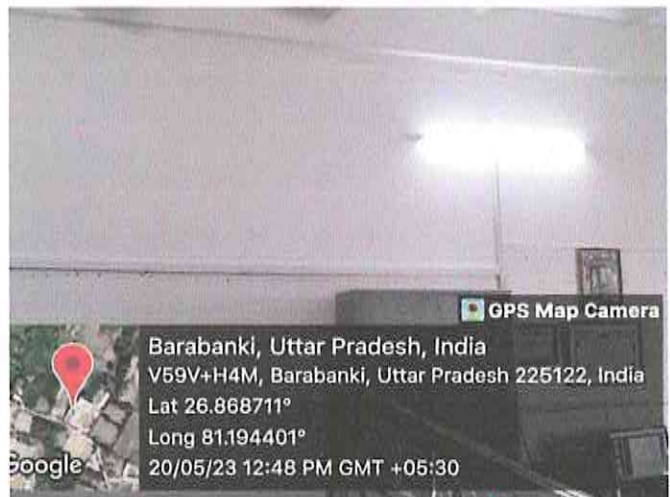 GPS Map Camera
Barabanki, Uttar Pradesh, India
V59V+H4M, Barabanki, Uttar Pradesh 225122, India
Lat 26.868711°
Long 81.194401°
20/05/23 12:48 PM GMT +05:30
Google